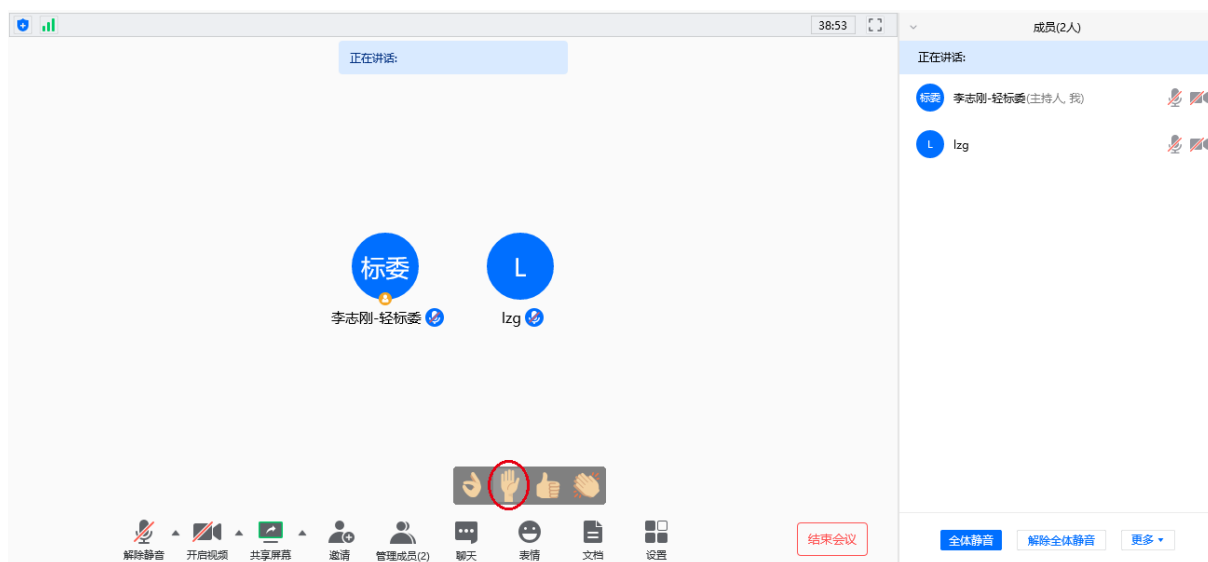 38:53
成员(2人)
正在讲话:
正在讲话:
标委
李志刚-轻标委(主持人, 我)
L
lzg
标委
L
李志刚-轻标委
lzg
解除静音
开启视频
共享屏幕
邀请
管理成员(2)
聊天
表情
文档
设置
结束会议
全体静音
解除全体静音
更多